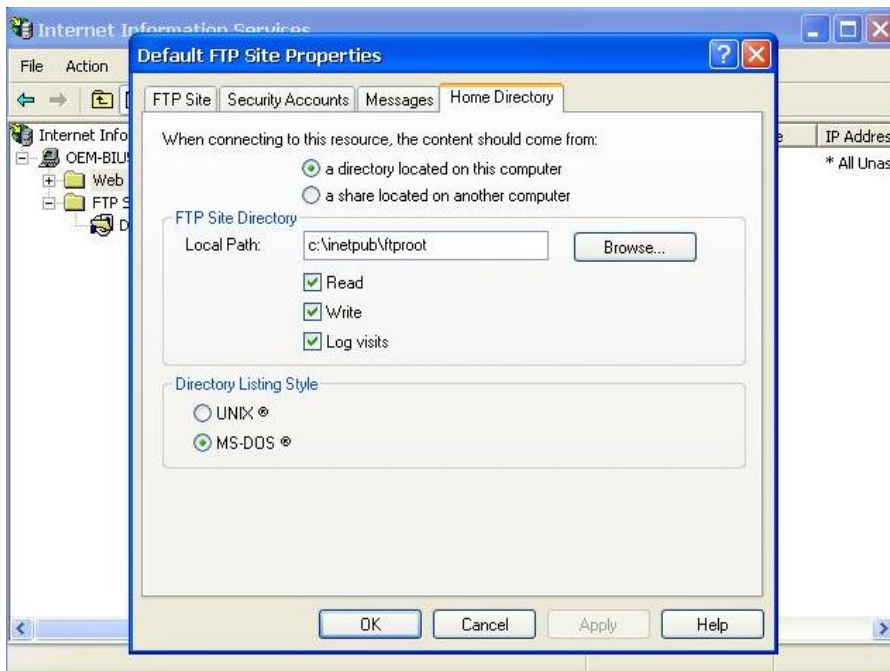 Internet Information Services
File Action
Default FTP Site Properties
FTP Site Security Accounts Messages Home Directory
When connecting to this resource, the content should come from:
a directory located on this computer
a share located on another computer
FTP Site Directory
Local Path: c:\inetpub\ftproot Browse...
Read
Write
Log visits
Directory Listing Style
UNIX ®
MS-DOS ®
OK Cancel Apply Help
Internet Info
OEM-BIU
Web
FTP S
D
IP Addres
* All Unas